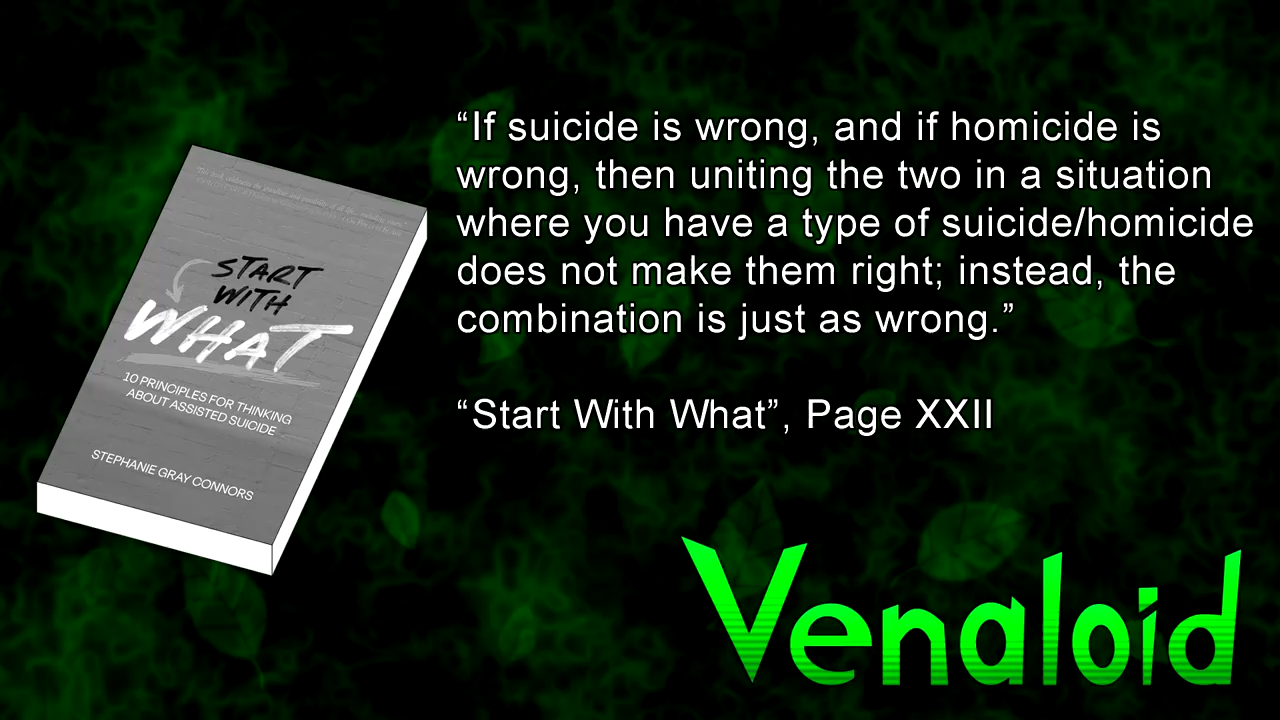 START
WITH
WHAT
10 PRINCIPLES FOR THINKING
ABOUT ASSISTED SUICIDE
STEPHANIE GRAY CONNORS
“If suicide is wrong, and if homicide is
wrong, then uniting the two in a situation
where you have a type of suicide/homicide
does not make them right; instead, the
combination is just as wrong.”
“Start With What”, Page XXII
Venaloid